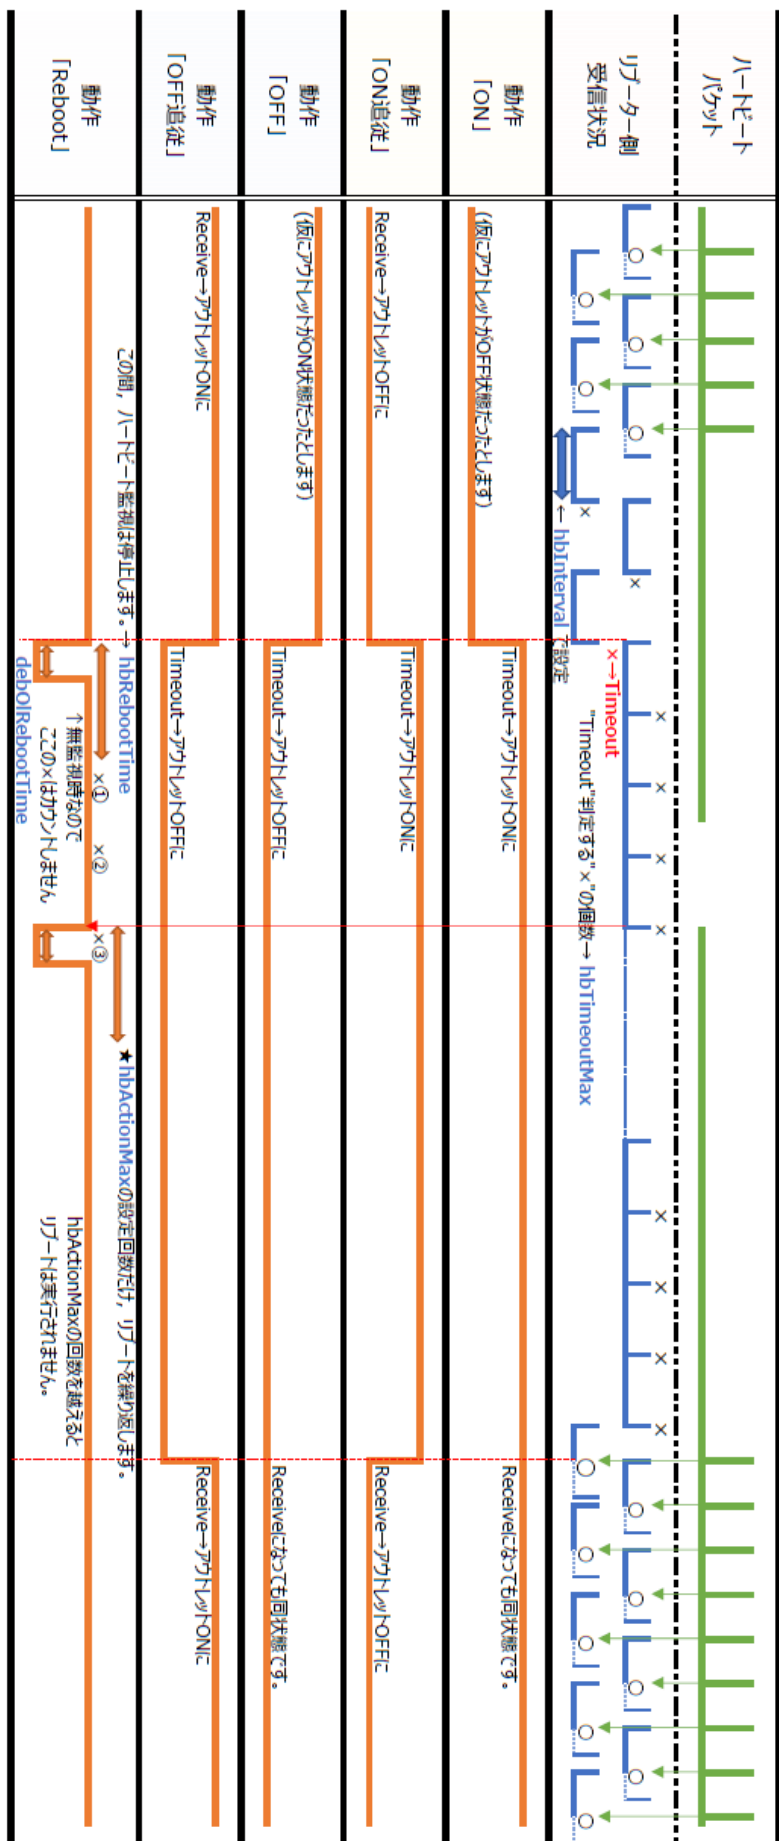 ハートビート
パケット
リブーター側
受信状況
○
○
○
○
○
×
×
← hbInterval で設定
×→Timeout
"Timeout"判定する"×"の個数→ hbTimeoutMax
×
×
×
×
×
×
×
×
○
○
○
○
○
○
○
○
○
動作
「ON」
(仮にアウトレットがOFF状態だったとします)
Timeout→アウトレットONに
Receiveになっても同状態です。
動作
「ON追従」
Receive→アウトレットOFFに
Timeout→アウトレットONに
Receive→アウトレットOFFに
動作
「OFF」
(仮にアウトレットがON状態だったとします)
Timeout→アウトレットOFFに
Receiveになっても同状態です。
動作
「OFF追従」
Receive→アウトレットONに
Timeout→アウトレットOFFに
Receive→アウトレットONに
動作
「Reboot」
この間，ハートビート監視は停止します。→ hbRebootTime
★hbActionMaxの設定回数だけ，リブートを繰り返します。
×① ×② ×③
↑無監視時なので
ここの×はカウントしません
debOlRebootTime
hbActionMaxの回数を越えると
リブートは実行されません。